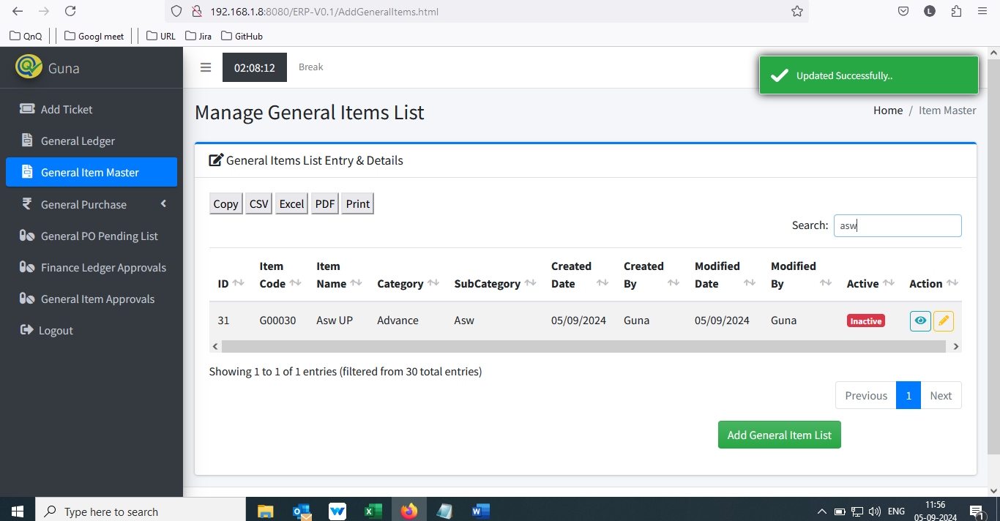 192.168.1.8:8080/ERP-V0.1/AddGeneralItems.html
L
QnQ
Googl meet
URL
Jira
GitHub
Guna
02:08:12
Break
Updated Successfully..
Add Ticket
General Ledger
General Item Master
General Purchase
General PO Pending List
Finance Ledger Approvals
General Item Approvals
Logout
Manage General Items List
Home / Item Master
General Items List Entry & Details
Copy CSV Excel PDF Print
Search: asw
ID Item Code Item Name Category SubCategory Created Date Created By Modified Date Modified By Active Action
31 G00030 Asw UP Advance Asw 05/09/2024 Guna 05/09/2024 Guna Inactive
Showing 1 to 1 of 1 entries (filtered from 30 total entries)
Previous 1 Next
Add General Item List
Type here to search
ENG
11:56
05-09-2024
1